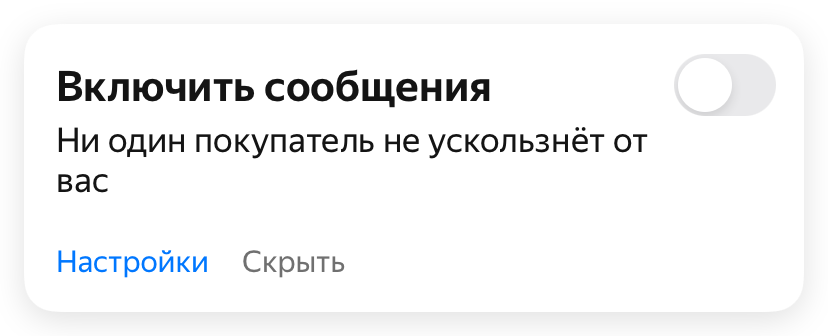 Включить сообщения
Ни один покупатель не ускользнёт от
вас
Настройки Скрыть